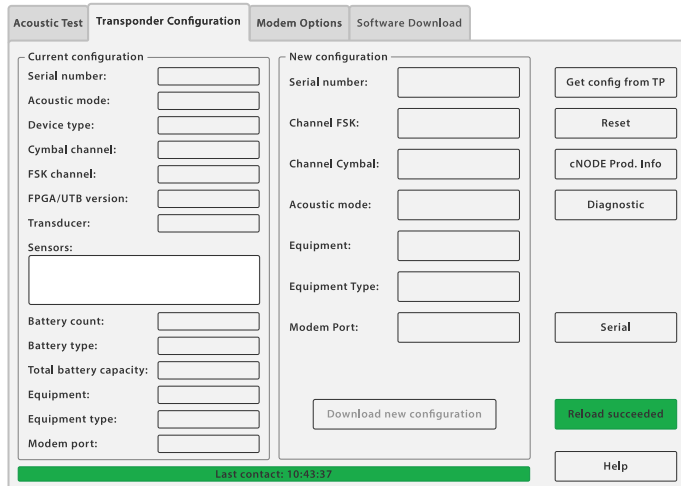 Acoustic Test
Transponder Configuration
Modem Options
Software Download
Current configuration
Serial number:
Acoustic mode:
Device type:
Cymbal channel:
FSK channel:
FPGA/UTB version:
Transducer:
Sensors:
Battery count:
Battery type:
Total battery capacity:
Equipment:
Equipment type:
Modem port:
New configuration
Serial number:
Channel FSK:
Channel Cymbal:
Acoustic mode:
Equipment:
Equipment Type:
Modem Port:
Download new configuration
Get config from TP
Reset
cNODE Prod. Info
Diagnostic
Serial
Reload succeeded
Help
Last contact: 10:43:37